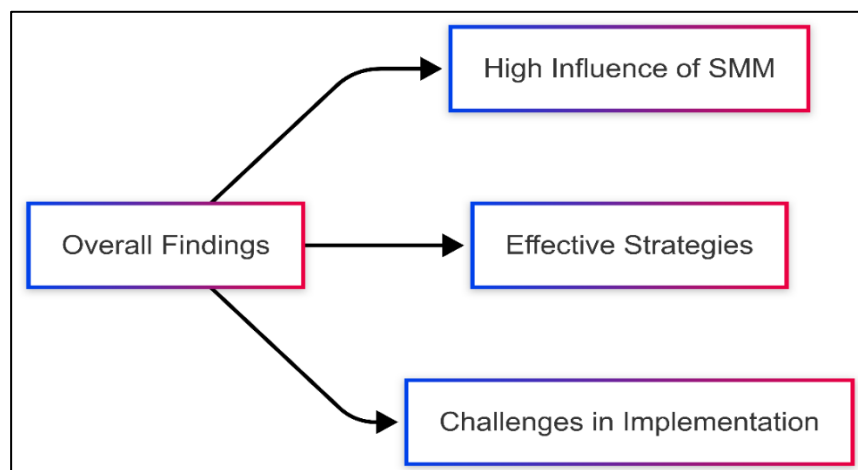 High Influence of SMM
Overall Findings
Effective Strategies
Challenges in Implementation